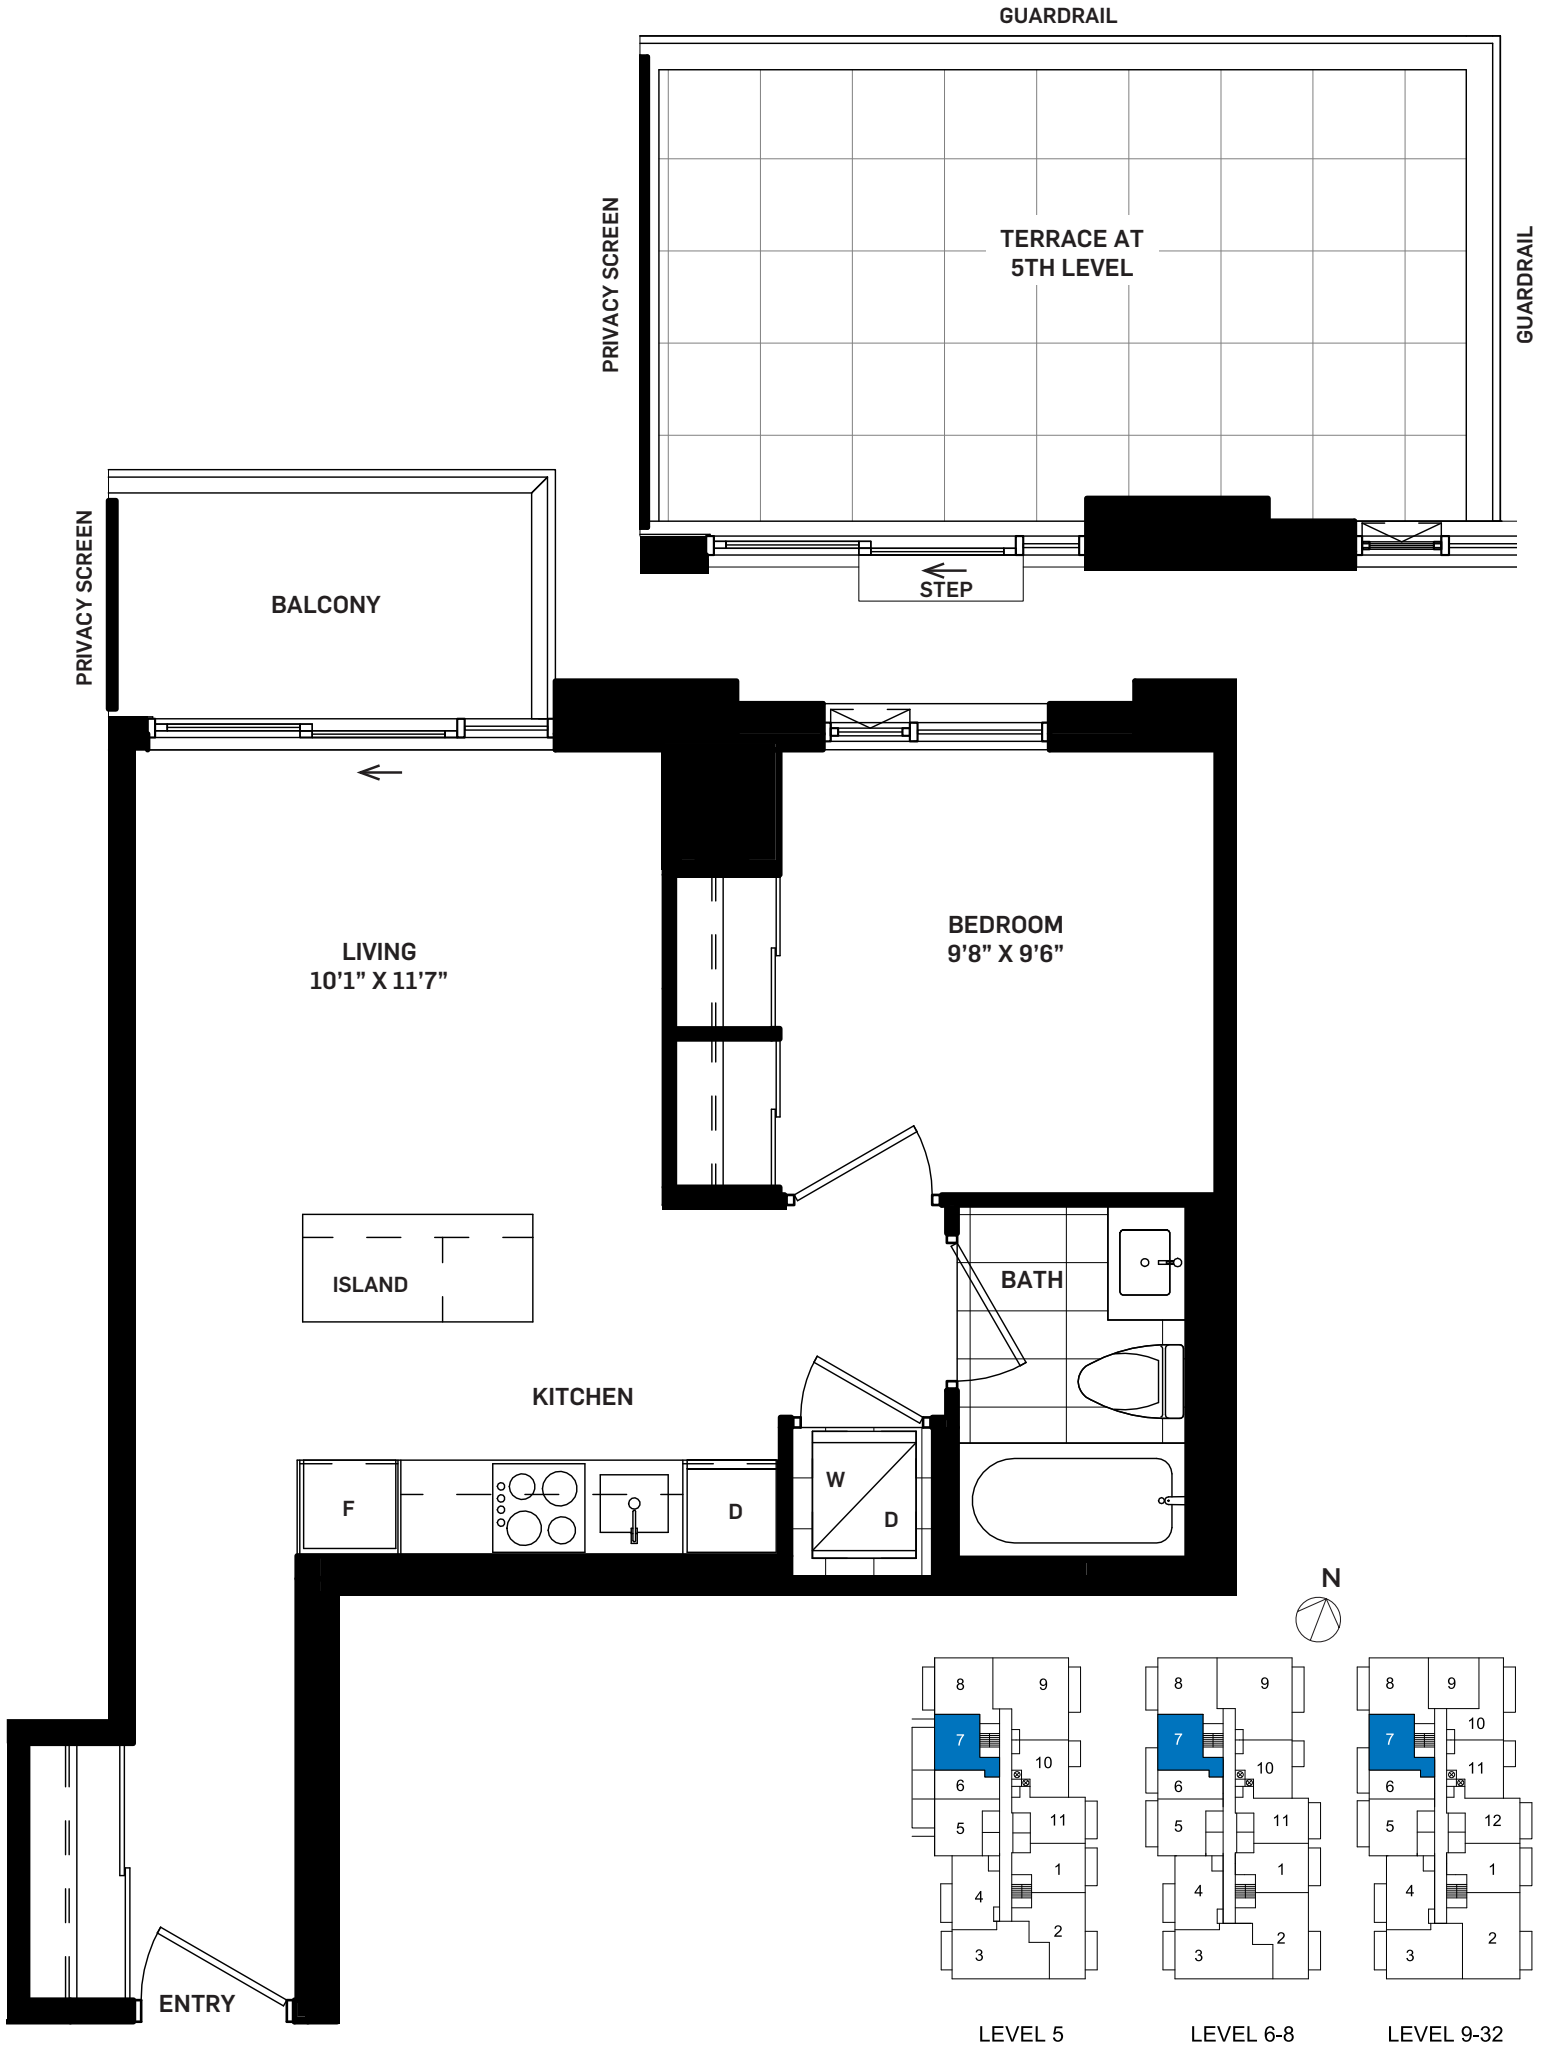 GUARDRAIL
PRIVACY SCREEN
TERRACE AT
5TH LEVEL
GUARDRAIL
STEP
PRIVACY SCREEN
BALCONY
LIVING
10'1” X 11'7”
BEDROOM
9'8” X 9'6”
ISLAND
BATH
KITCHEN
F
D
W
D
ENTRY
N
8
9
7
10
6
5
11
1
4
2
3
LEVEL 5
8
9
7
10
6
5
11
1
4
2
3
LEVEL 6-8
8
9
10
7
11
6
5
12
1
4
2
3
LEVEL 9-32